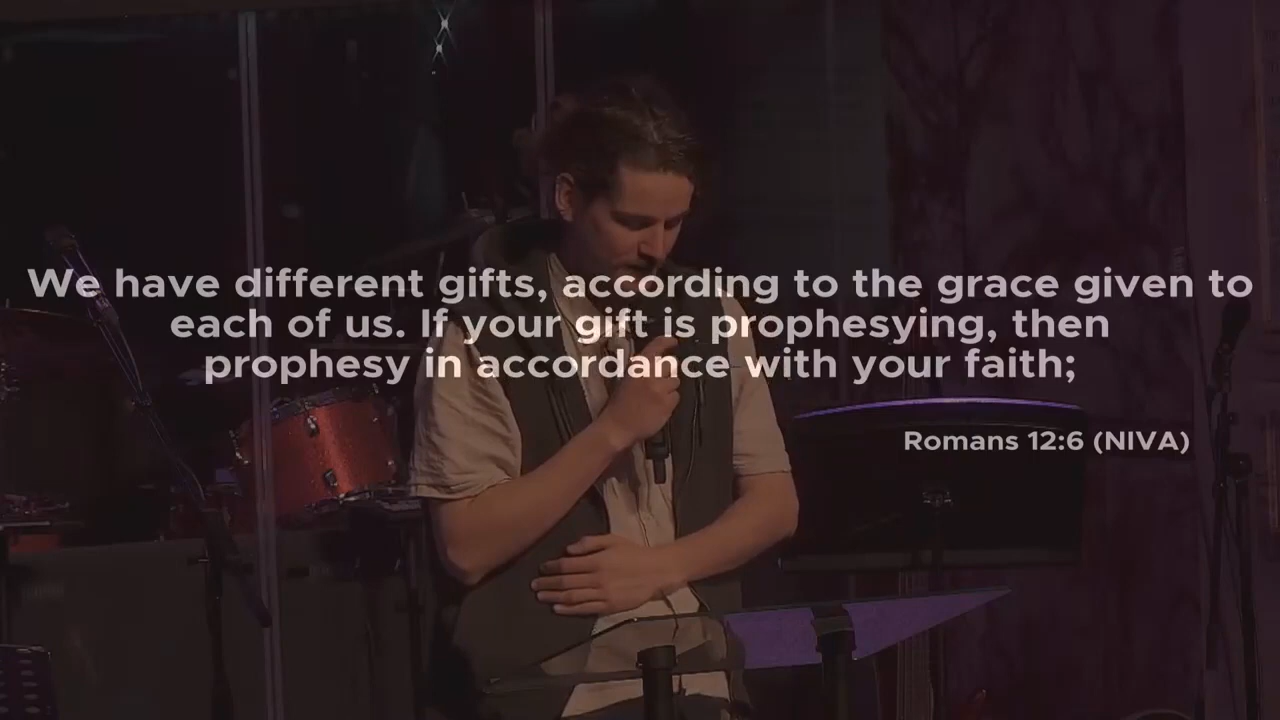 We have different gifts, according to the grace given to
each of us. If your gift is prophesying, then
prophesy in accordance with your faith;
Romans 12:6 (NIVA)